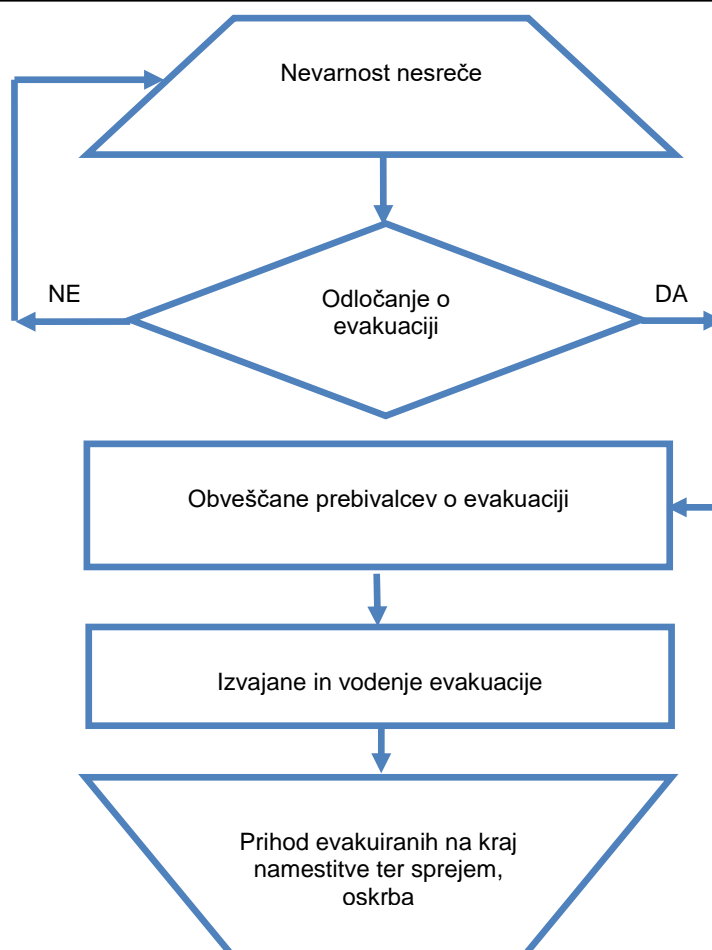 Nevarnost nesreče
NE
DA
Odločanje o
evakuaciji
Obveščane prebivalcev o evakuaciji
Izvajane in vodenje evakuacije
Prihod evakuiranih na kraj
namestitve ter sprejem,
oskrba